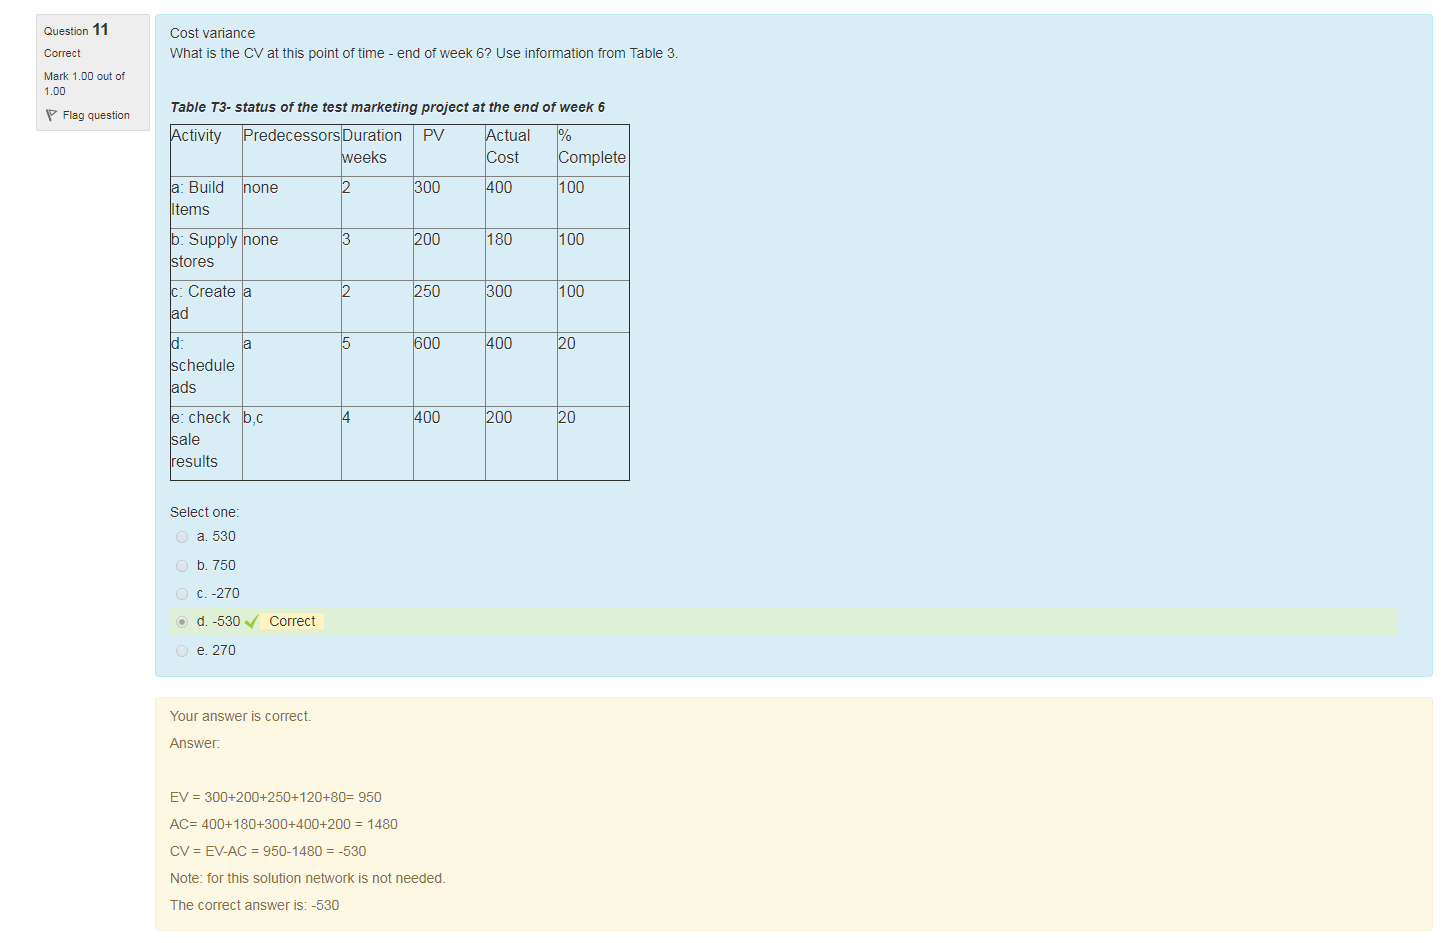 Question 11
Correct
Mark 1.00 out of
1.00
Flag question
Cost variance
What is the CV at this point of time - end of week 6? Use information from Table 3.
Table T3- status of the test marketing project at the end of week 6
Activity Predecessors Duration weeks PV Actual Cost % Complete
a: Build Items none 2 300 400 100
b: Supply stores none 3 200 180 100
c: Create ad a 2 250 300 100
d: schedule ads a 5 600 400 20
e: check sale results b,c 4 400 200 20
Select one:
a. 530
b. 750
c. -270
d. -530 Correct
e. 270
Your answer is correct.
Answer:
EV = 300+200+250+120+80= 950
AC= 400+180+300+400+200 = 1480
CV = EV-AC = 950-1480 = -530
Note: for this solution network is not needed.
The correct answer is: -530